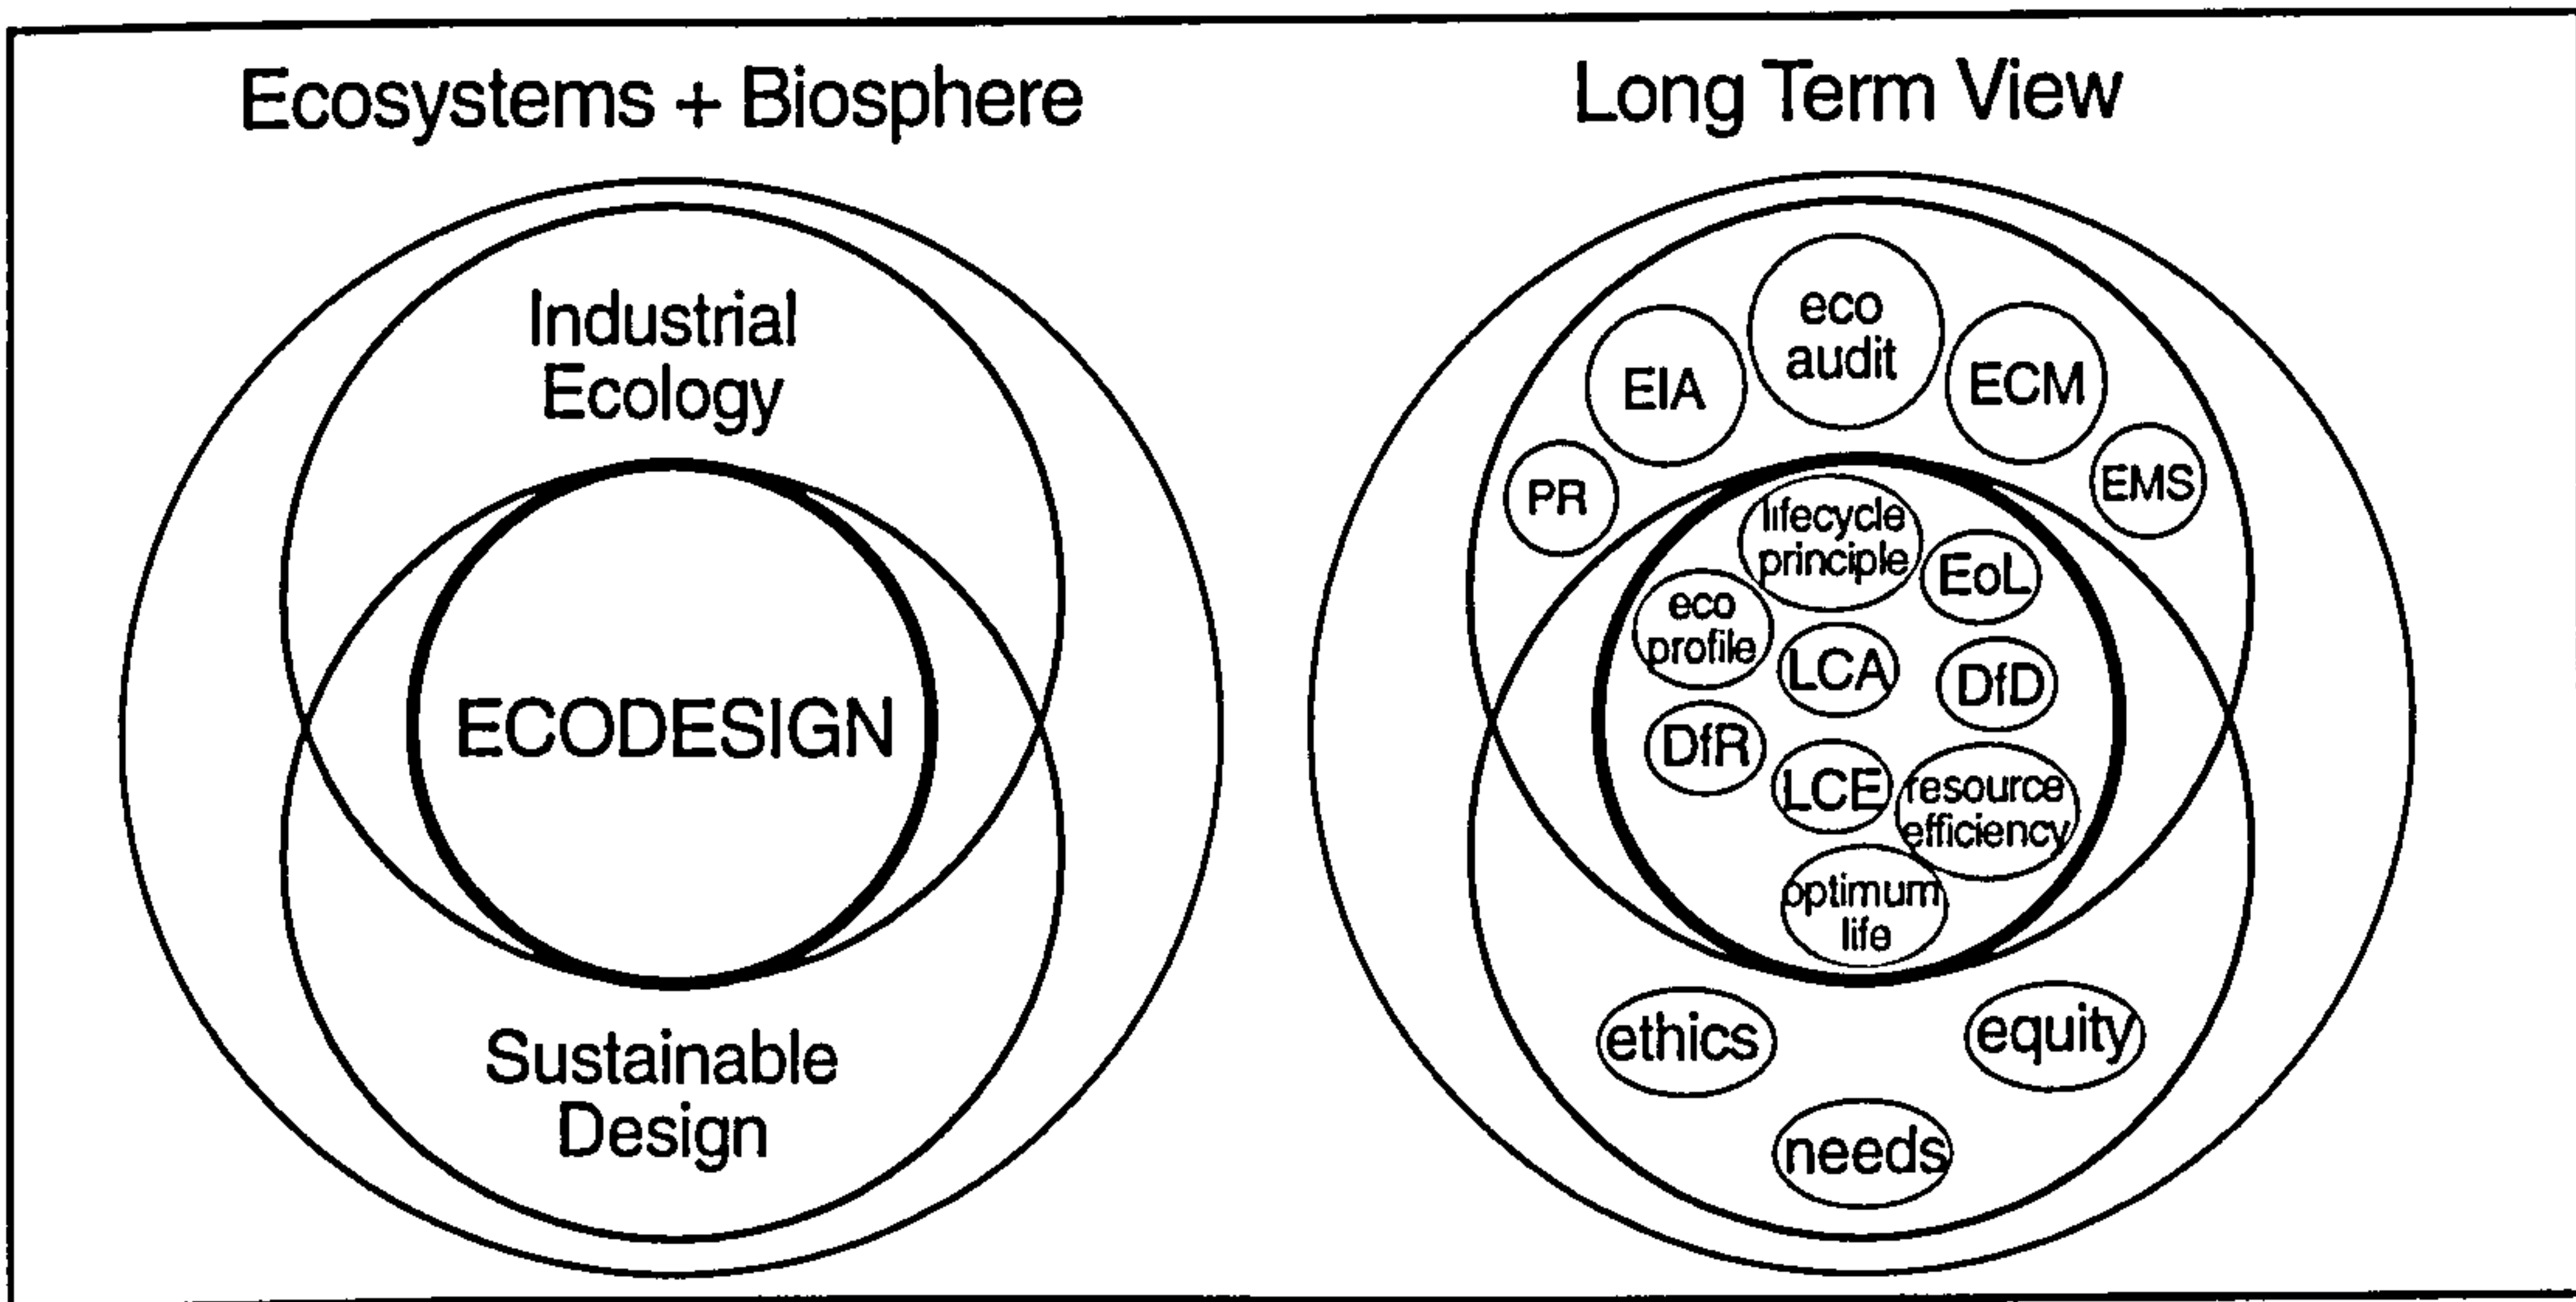 Ecosystems + Biosphere
Industrial
Ecology
ECODESIGN
Sustainable
Design
Long Term View
eco
audit
EIA
ECM
PR
EMS
lifecycle
principle
EoL
eco
profile
LCA
DfD
DfR
LCE
resource
efficiency
optimum
life
ethics
equity
needs